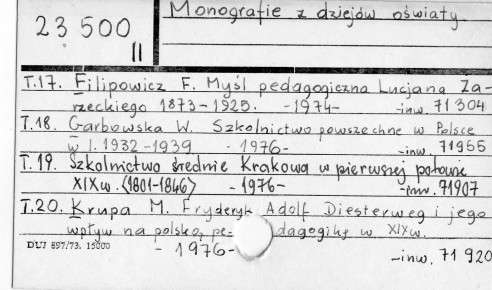 23 500
II
Monografie z dziejów oświaty
T.17. Filipowicz F. Myśl pedagogiczna Lucjana Za-
rzeckiego 1873-1925. -1974- -inw. 71 304
T.18. Garbowska W. Szkolnictwo powszechne w Polsce
w l. 1932-1939 -1976- -inw. 71955
T.19. Szkolnictwo średnie Krakowa w pierwszej połowie
XIX w. <1801-1846> -1976- -inw. 71907
T.20. Krupa M. Fryderyk Adolf Diesterweg i jego
wpływ na polską pe- dagogikę w XIX w.
DUJ 897/73. 15000 - 1976- -inw. 71 920